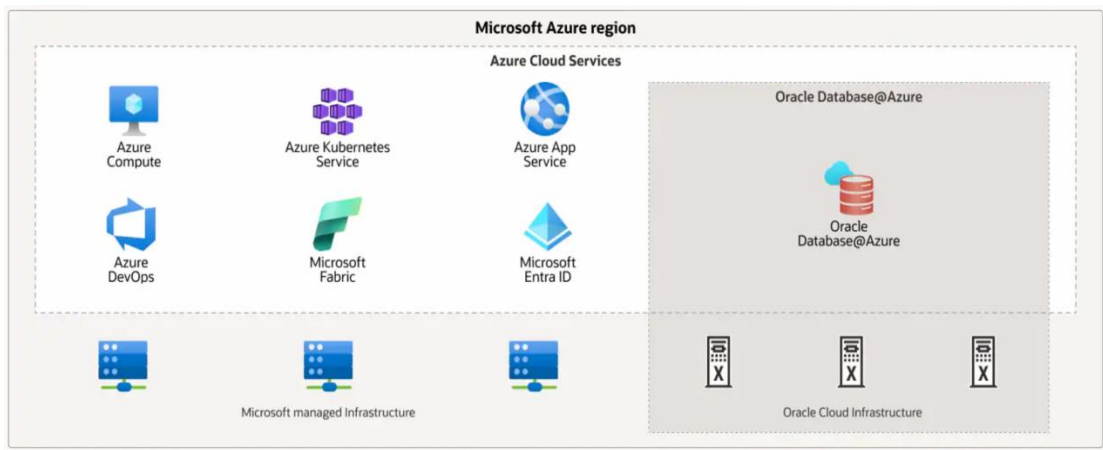 Microsoft Azure region
Azure Cloud Services
Azure
Compute
Azure Kubernetes
Service
Azure App
Service
Oracle Database@Azure
Oracle
Database@Azure
Azure
DevOps
Microsoft
Fabric
Microsoft
Entra ID
Microsoft managed Infrastructure
X
X
X
Oracle Cloud Infrastructure